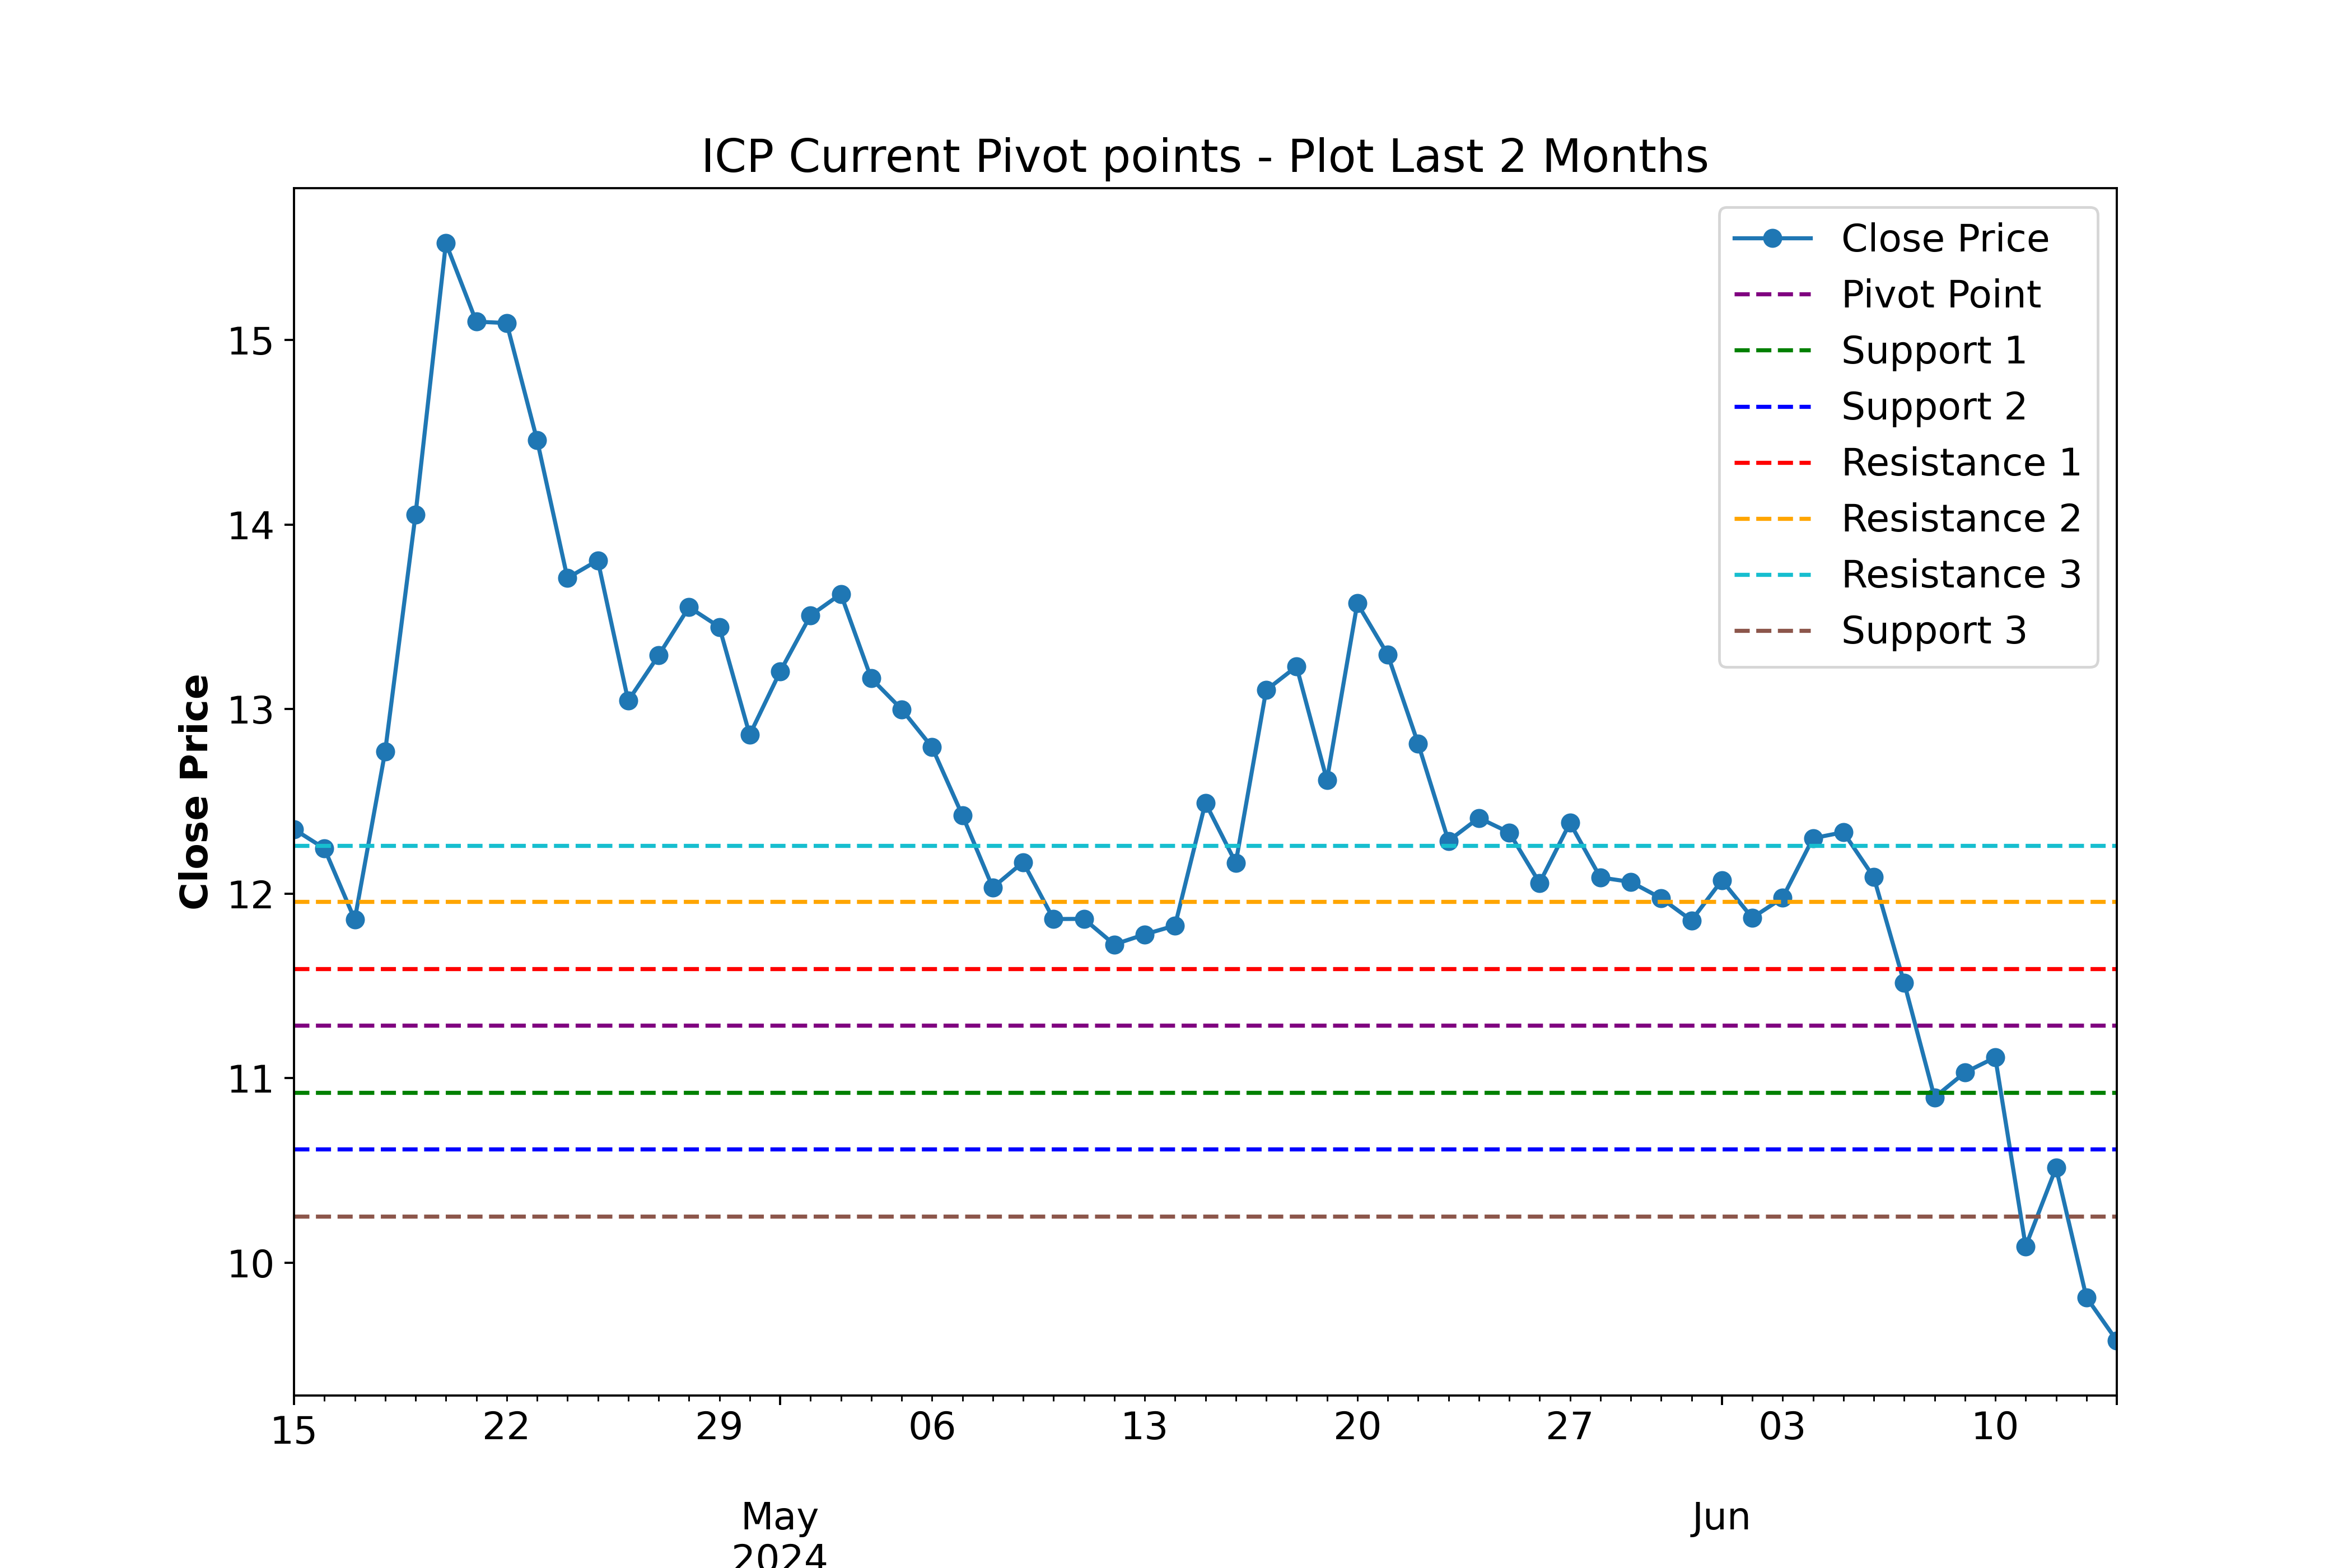 ICP Current Pivot points - Plot Last 2 Months
Close Price
Pivot Point
Support 1
Support 2
Resistance 1
Resistance 2
Resistance 3
Support 3
Close Price
15
14
13
12
11
10
15 22 29 06 13 20 27 03 10
May Jun
2024